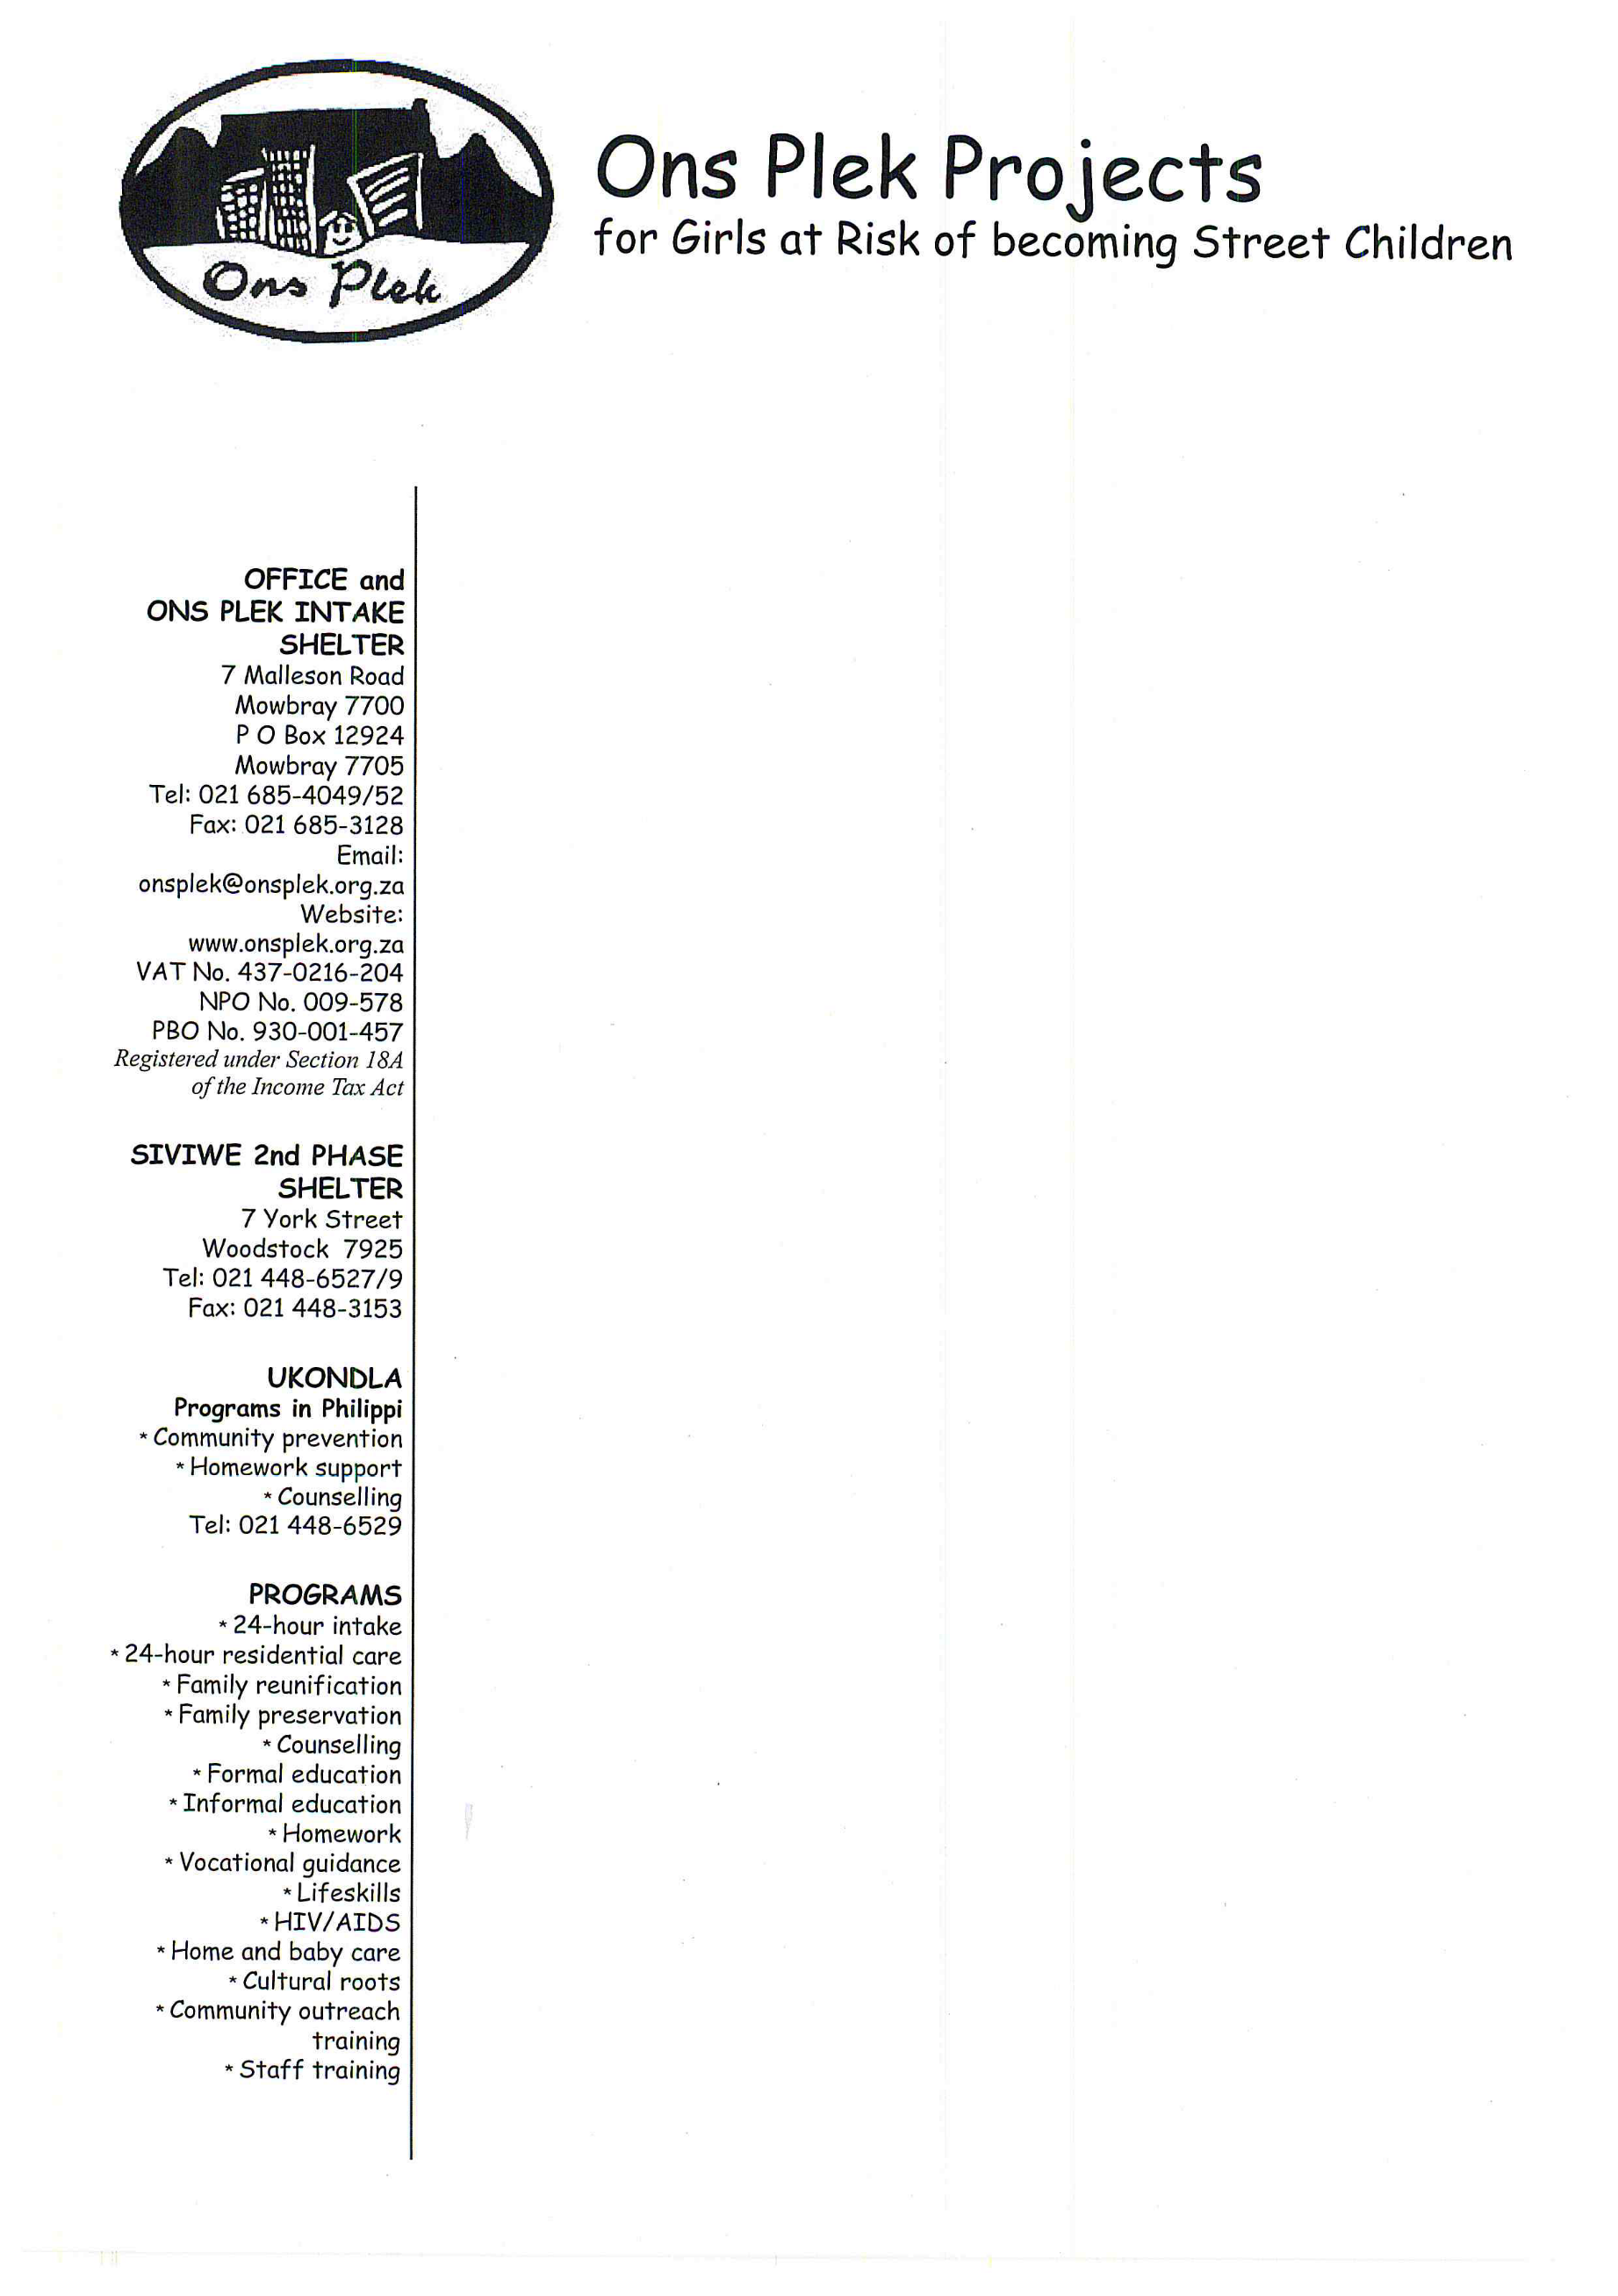 Ons Plek
Ons Plek Projects
for Girls at Risk of becoming Street Children
OFFICE and
ONS PLEK INTAKE
SHELTER
7 Malleson Road
Mowbray 7700
P O Box 12924
Mowbray 7705
Tel: 021 685-4049/52
Fax: 021 685-3128
Email:
onsplek@onsplek.org.za
Website:
www.onsplek.org.za
VAT No. 437-0216-204
NPO No. 009-578
PBO No. 930-001-457
Registered under Section 18A
of the Income Tax Act
SIVIWE 2nd PHASE
SHELTER
7 York Street
Woodstock 7925
Tel: 021 448-6527/9
Fax: 021 448-3153
UKONDLA
Programs in Philippi
* Community prevention
* Homework support
* Counselling
Tel: 021 448-6529
PROGRAMS
* 24-hour intake
* 24-hour residential care
* Family reunification
* Family preservation
* Counselling
* Formal education
* Informal education
* Homework
* Vocational guidance
* Lifeskills
* HIV/AIDS
* Home and baby care
* Cultural roots
* Community outreach
training
* Staff training